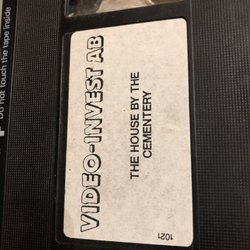 Do not touch the tape inside
VIDEO-INVEST AB
THE HOUSE BY THE
CEMENTERY
1021